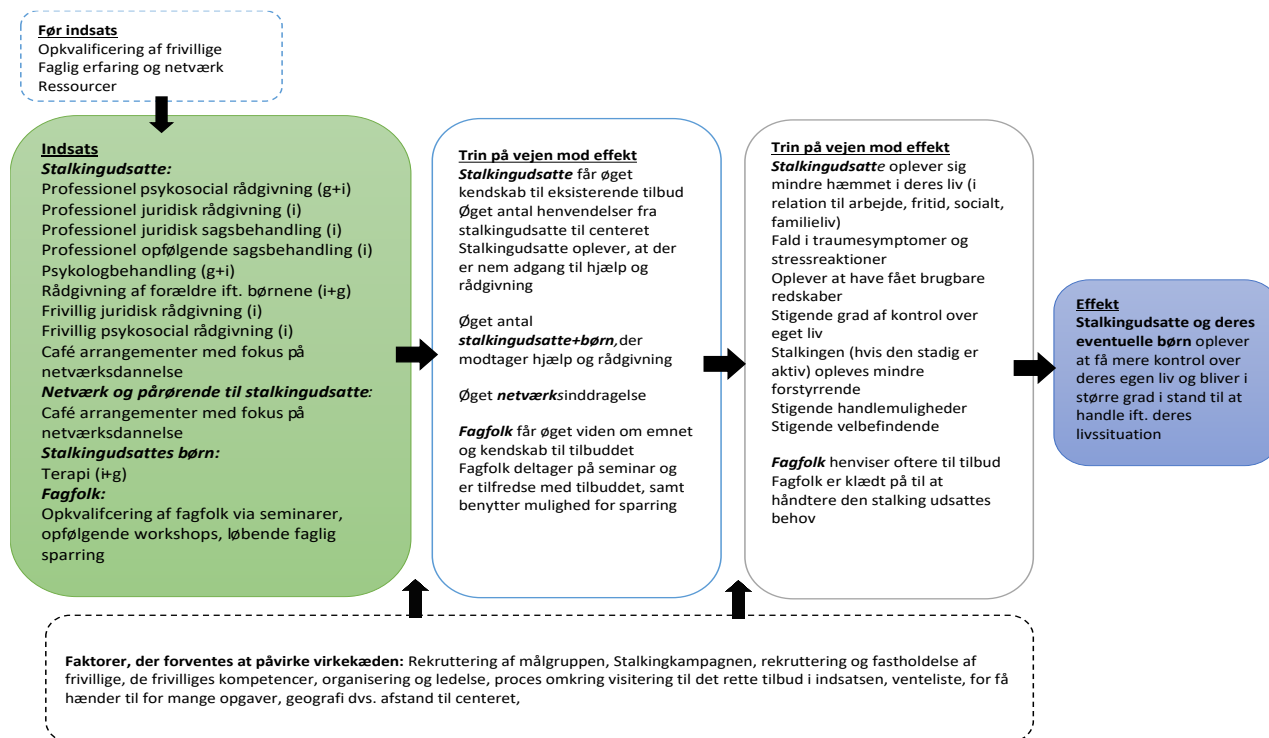 Før indsats
Opkvalificering af frivillige
Faglig erfaring og netværk
Ressourcer
Indsats
Stalkingudsatte:
Professionel psykosocial rådgivning (g+i)
Professionel juridisk rådgivning (i)
Professionel juridisk sagsbehandling (i)
Professionel opfølgende sagsbehandling (i)
Psykologbehandling (g+i)
Rådgivning af forældre ift. børnene (i+g)
Frivillig juridisk rådgivning (i)
Frivillig psykosocial rådgivning (i)
Café arrangementer med fokus på
netværksdannelse
Netværk og pårørende til stalkingudsatte:
Café arrangementer med fokus på
netværksdannelse
Stalkingudsattes børn:
Terapi (i+g)
Fagfolk:
Opkvalifcering af fagfolk via seminarer,
opfølgende workshops, løbende faglig
sparring
Trin på vejen mod effekt
Stalkingudsatte får øget
kendskab til eksisterende tilbud
Øget antal henvendelser fra
stalkingudsatte til centeret
Stalkingudsatte oplever, at der
er nem adgang til hjælp og
rådgivning
Øget antal
stalkingudsatte+børn, der
modtager hjælp og rådgivning
Øget netværksinddragelse
Fagfolk får øget viden om emnet
og kendskab til tilbuddet
Fagfolk deltager på seminar og
er tilfredse med tilbuddet, samt
benytter mulighed for sparring
Trin på vejen mod effekt
Stalkingudsatte oplever sig
mindre hæmmet i deres liv (i
relation til arbejde, fritid, socialt,
familieliv)
Fald i traumesymptomer og
stressreaktioner
Oplever at have fået brugbare
redskaber
Stigende grad af kontrol over
eget liv
Stalkingen (hvis den stadig er
aktiv) opleves mindre
forstyrrende
Stigende handlemuligheder
Stigende velbefindende
Fagfolk henviser oftere til tilbud
Fagfolk er klædt på til at
håndtere den stalking udsattes
behov
Effekt
Stalkingudsatte og deres
eventuelle børn oplever
at få mere kontrol over
deres egen liv og bliver i
større grad i stand til at
handle ift. deres
livssituation
Faktorer, der forventes at påvirke virkekæden: Rekruttering af målgruppen, Stalkingkampagnen, rekruttering og fastholdelse af
frivillige, de frivilliges kompetencer, organisering og ledelse, proces omkring visitering til det rette tilbud i indsatsen, venteliste, for få
hænder til for mange opgaver, geografi dvs. afstand til centeret,